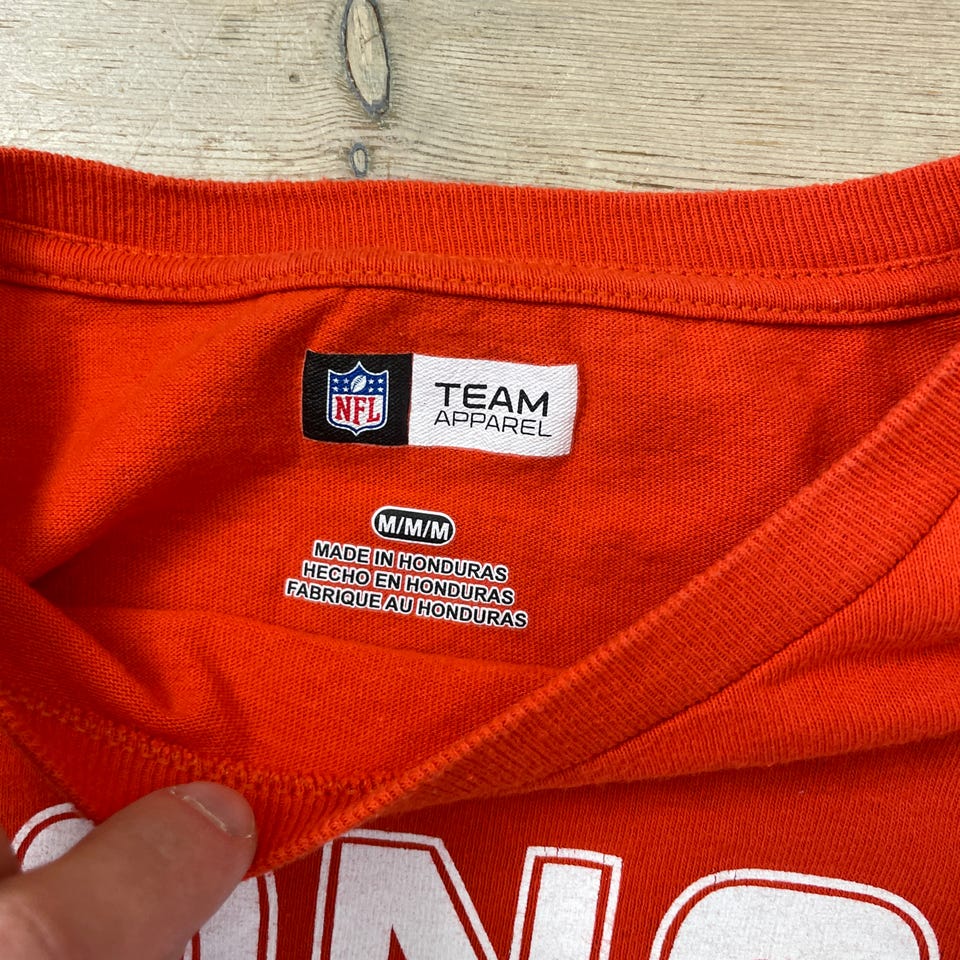 NFL
TEAM
APPAREL
M/M/M
MADE IN HONDURAS
HECHO EN HONDURAS
FABRIQUE AU HONDURAS